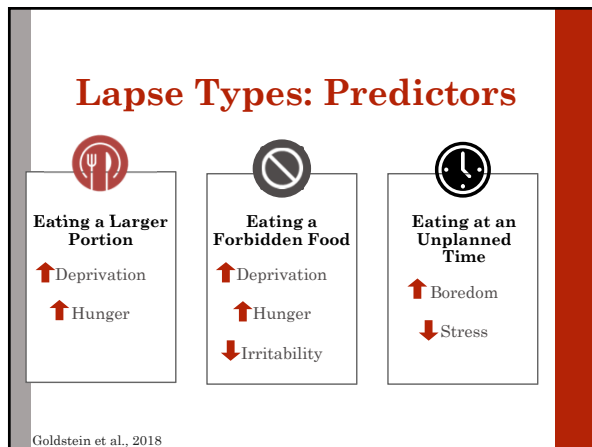 Lapse Types: Predictors
Eating a Larger
Portion
Deprivation
Hunger
Eating a
Forbidden Food
Deprivation
Hunger
Irritability
Eating at an
Unplanned
Time
Boredom
Stress
Goldstein et al., 2018